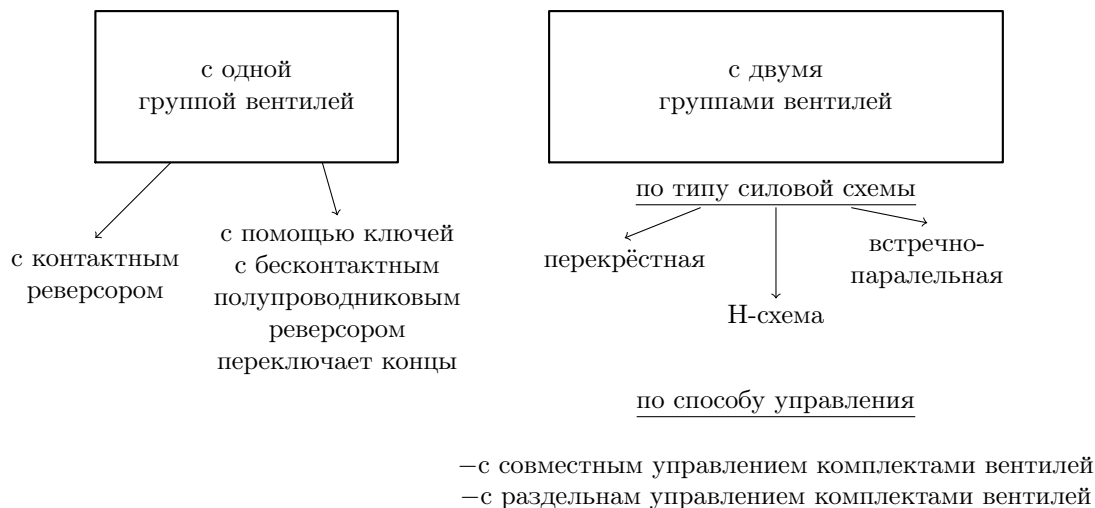 с одной
группой вентилей
с двумя
группами вентилей
с контактным
реверсором
с помощью ключей
с бесконтактным
полупроводниковым
реверсором
переключает концы
по типу силовой схемы
перекрёстная
Н-схема
встречно-
паралельная
по способу управления
−с совместным управлением комплектами вентилей
−с раздельнам управлением комплектами вентилей